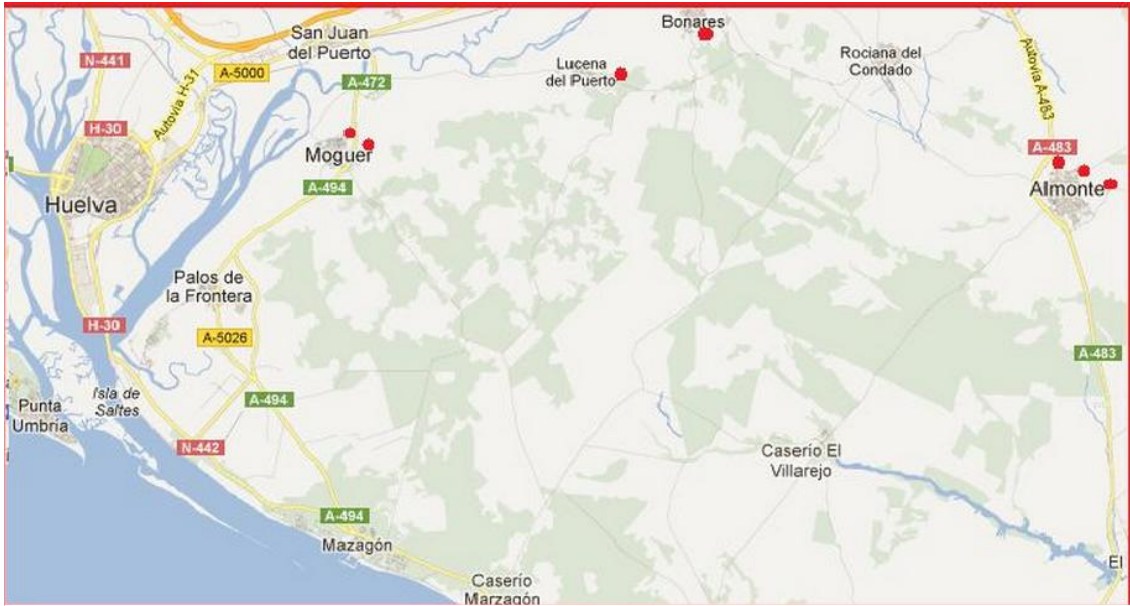 Bonares
San Juan
del Puerto
N-441
Autovía H-31
A-5000
A-472
Lucena
del Puerto
Rociana del
Condado
Autovía A-483
H-30
Moguer
A-494
A-483
Almonte
Huelva
Palos de
la Frontera
H-30
A-5026
A-483
Isla de
Saltes
A-494
Punta
Umbría
N-442
Caserío El
Villarejo
A-494
Mazagón
El
Caserío
Marzagón